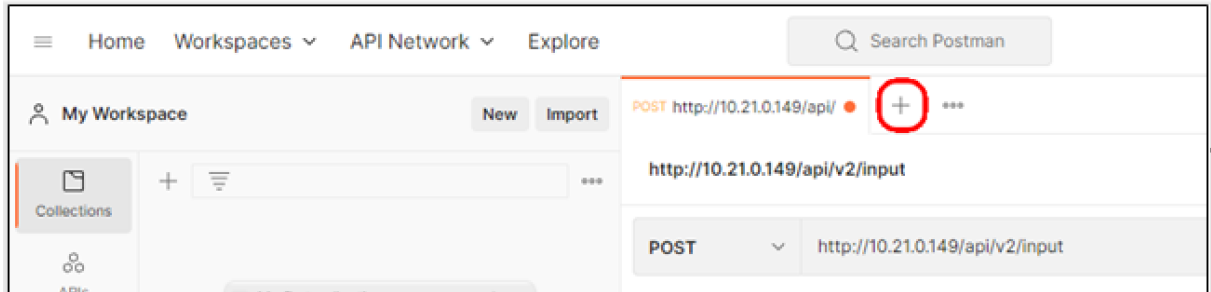 Home Workspaces API Network Explore Search Postman
My Workspace New Import
POST http://10.21.0.149/api/
http://10.21.0.149/api/v2/input
Collections
POST http://10.21.0.149/api/v2/input
APIs